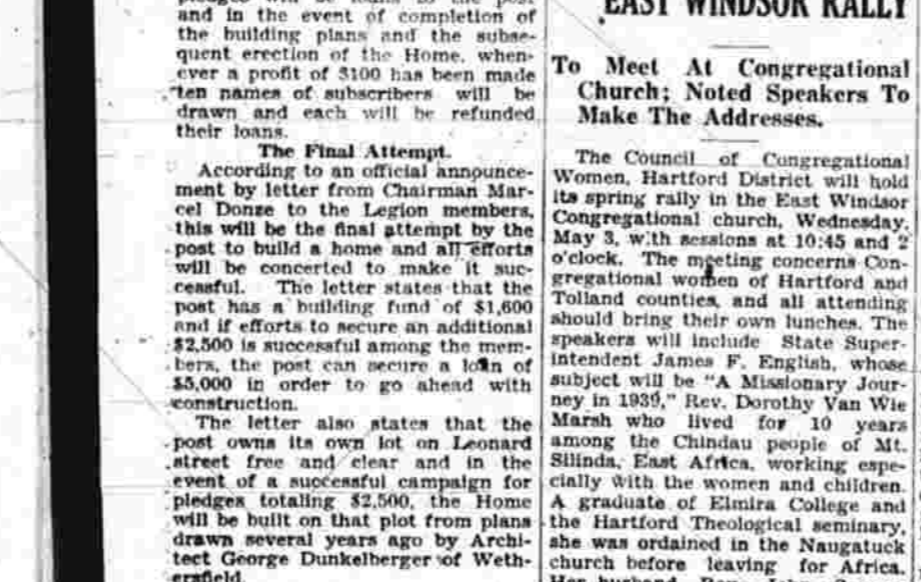 and in the event of completion of
the building plans and the subse-
quent erection of the Home, when-
ever a profit of $100 has been made
ten names of subscribers will be
drawn and each will be refunded
their loans.
The Final Attempt.
According to an official announce-
ment by letter from Chairman Mar-
cel Donze to the Legion members,
this will be the final attempt by the
post to build a home and all efforts
will be concerted to make it suc-
cessful. The letter states that the
post has a building fund of $1,600
and if efforts to secure an additional
$2,500 is successful among the mem-
bers, the post can secure a loan of
$5,000 in order to go ahead with
construction.
The letter also states that the
post owns its own lot on Leonard
street free and clear and in the
event of a successful campaign for
pledges totaling $2,500, the Home
will be built on that plot from plans
drawn several years ago by Archi-
tect George Dunkelberger of Weth-
ersfield.
EAST WINDSOR RALLY
To Meet At Congregational
Church; Noted Speakers To
Make The Addresses.
The Council of Congregational
Women, Hartford District will hold
its spring rally in the East Windsor
Congregational church, Wednesday,
May 3, with sessions at 10:45 and 2
o'clock. The meeting concerns Con-
gregational women of Hartford and
Tolland counties, and all attending
should bring their own lunches. The
speakers will include State Super-
intendent James F. English, whose
subject will be "A Missionary Jour-
ney in 1939," Rev. Dorothy Van Wie
Marsh who lived for 10 years
among the Chindau people of Mt.
Silinda, East Africa, working espe-
cially with the women and children.
A graduate of Elmira College and
the Hartford Theological seminary,
she was ordained in the Naugatuck
church before leaving for Africa.